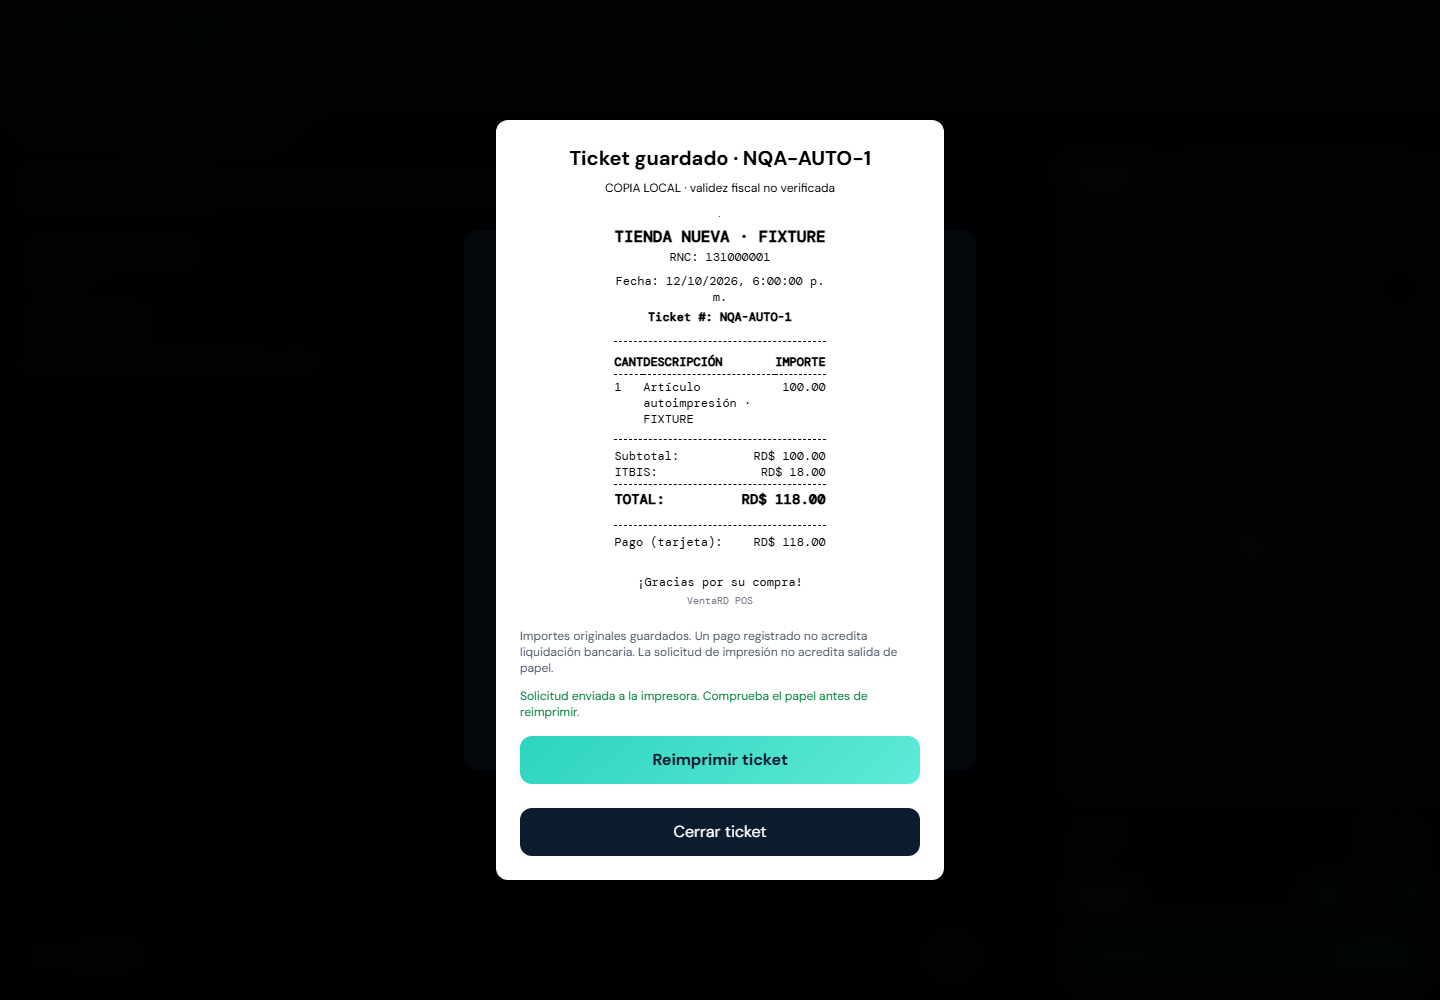 Ticket guardado · NQA-AUTO-1
COPIA LOCAL · validez fiscal no verificada
.
TIENDA NUEVA · FIXTURE
RNC: 131000001
Fecha: 12/10/2026, 6:00:00 p.
m.
Ticket #: NQA-AUTO-1
CANT DESCRIPCIÓN IMPORTE
1 Artículo 100.00
autoimpresión ·
FIXTURE
Subtotal: RD$ 100.00
ITBIS: RD$ 18.00
TOTAL: RD$ 118.00
Pago (tarjeta): RD$ 118.00
¡Gracias por su compra!
VentaRD POS
Importes originales guardados. Un pago registrado no acredita
liquidación bancaria. La solicitud de impresión no acredita salida de
papel.
Solicitud enviada a la impresora. Comprueba el papel antes de
reimprimir.
Reimprimir ticket
Cerrar ticket